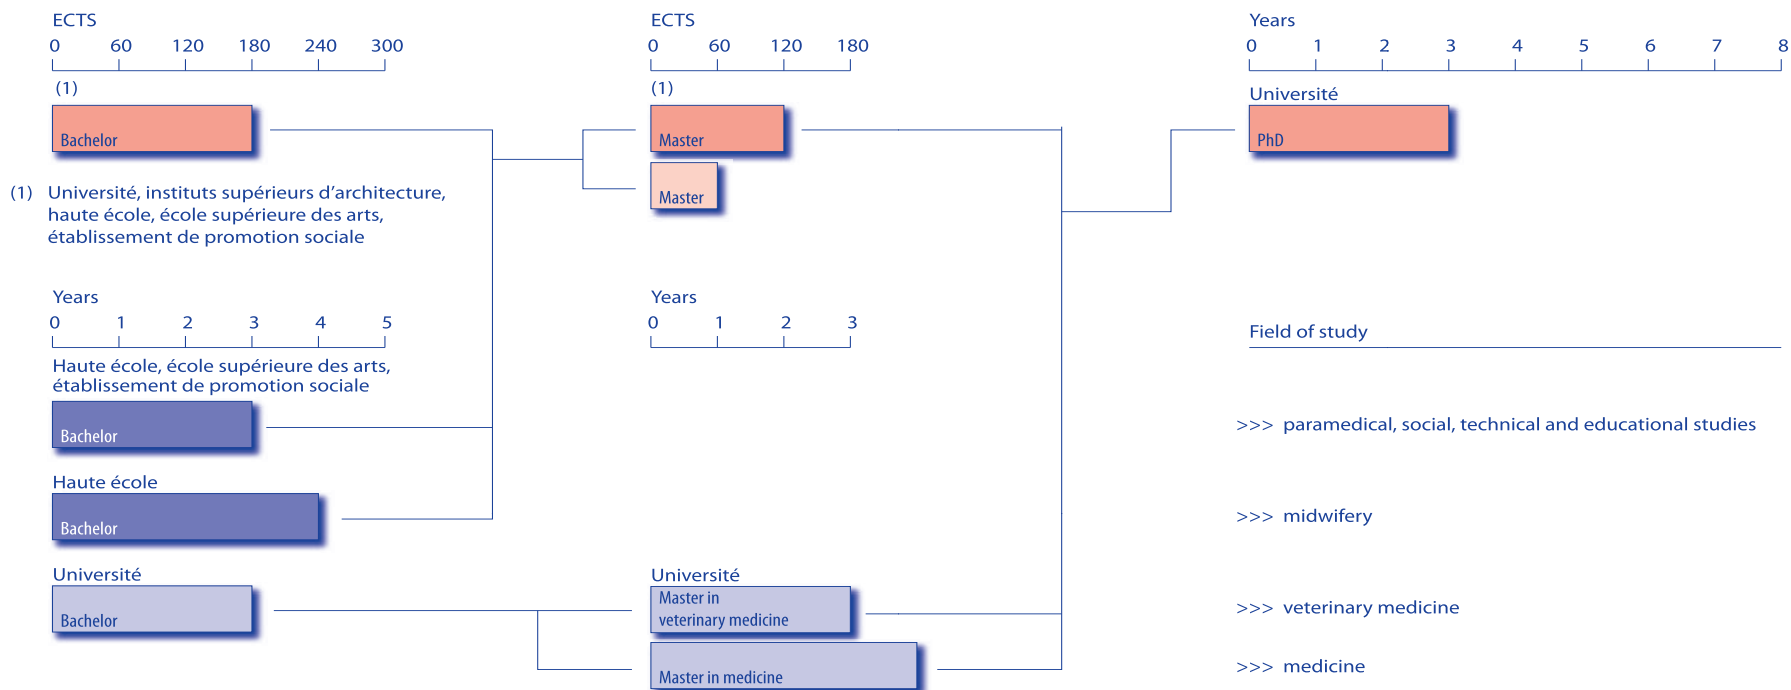 ECTS
0 60 120 180 240 300
(1)
Bachelor
(1) Université, instituts supérieurs d'architecture,
haute école, école supérieure des arts,
établissement de promotion sociale
ECTS
0 60 120 180
(1)
Master
Master
Years
0 1 2 3 4 5 6 7 8
Université
PhD
Years
0 1 2 3 4 5
Haute école, école supérieure des arts,
établissement de promotion sociale
Bachelor
Haute école
Bachelor
Université
Bachelor
Years
0 1 2 3
Université
Master in
veterinary medicine
Master in medicine
Field of study
>>> paramedical, social, technical and educational studies
>>> midwifery
>>> veterinary medicine
>>> medicine